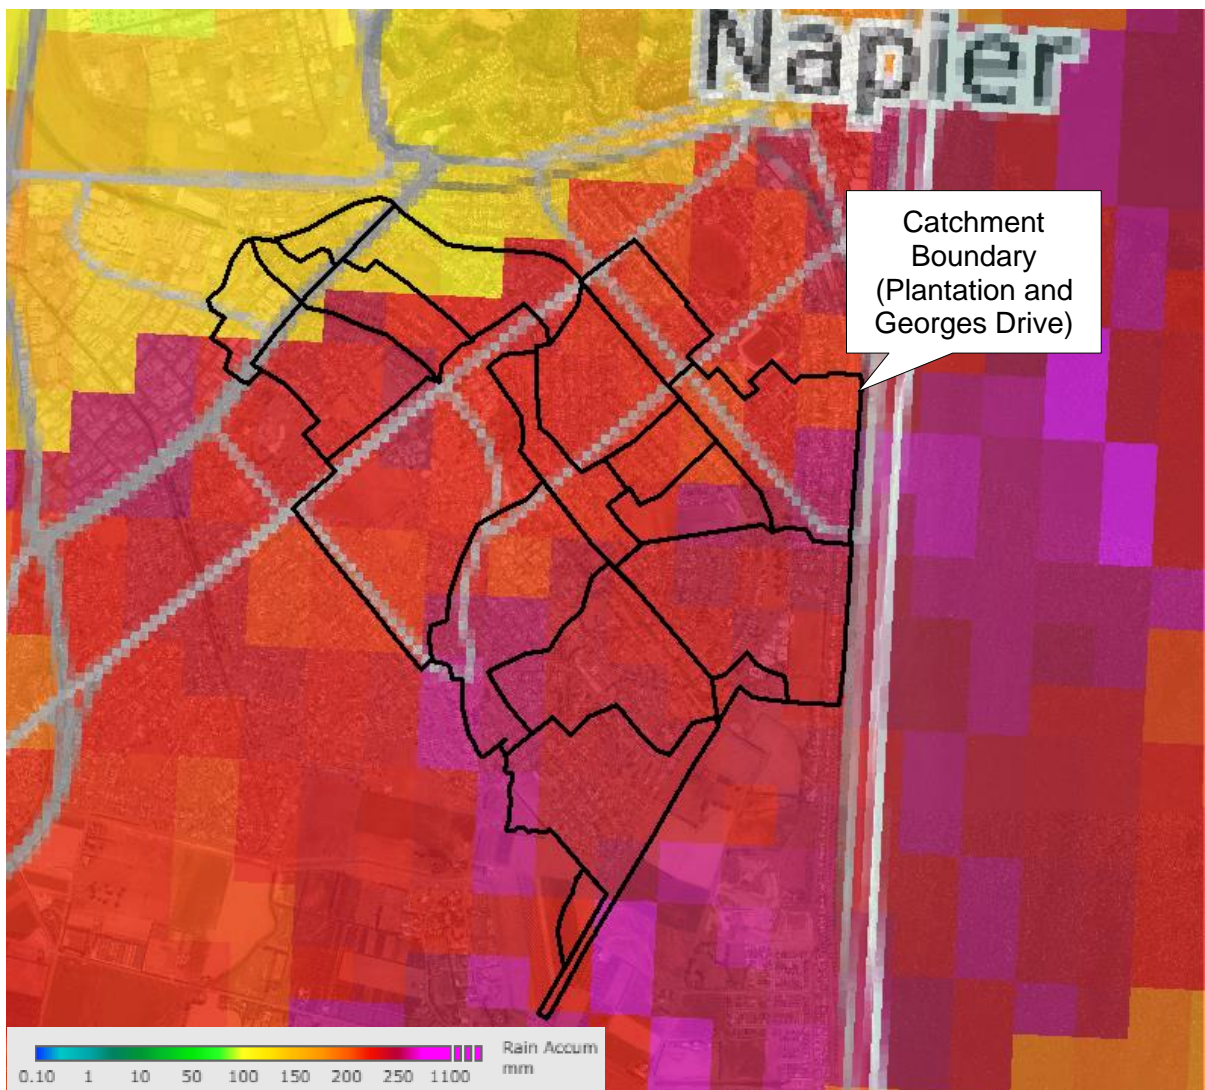 Napier
Catchment
Boundary
(Plantation and
Georges Drive)
Rain Accum
mm
0.10 1 10 50 100 150 200 250 1100